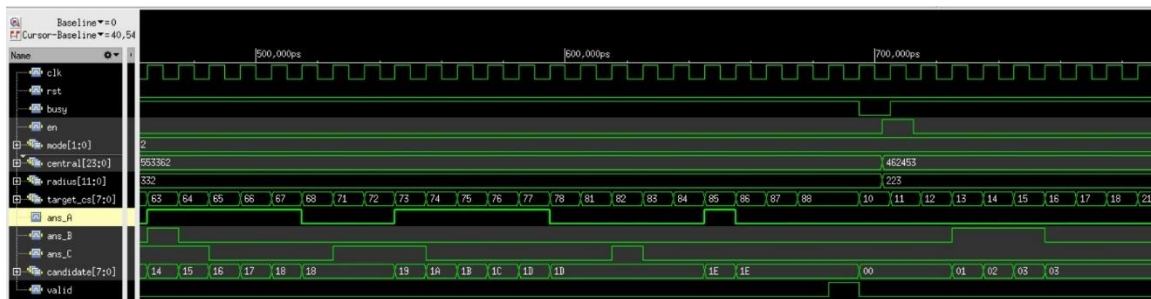 Baseline▼=0
Cursor-Baseline▼=40,54
500,000ps 600,000ps 700,000ps
Name
clk
rst
busy
en
mode[1:0] 2
central[23:0] 553362 462453
radius[11:0] 332 223
target_cs[7:0] 63 64 65 66 67 68 71 72 73 74 75 76 77 78 81 82 83 84 85 86 87 88 10 11 12 13 14 15 16 17 18 21
ans_A
ans_B
ans_C
candidate[7:0] 14 15 16 17 18 18 19 1A 1B 1C 1D 1D 1E 1E 00 01 02 03 03
valid